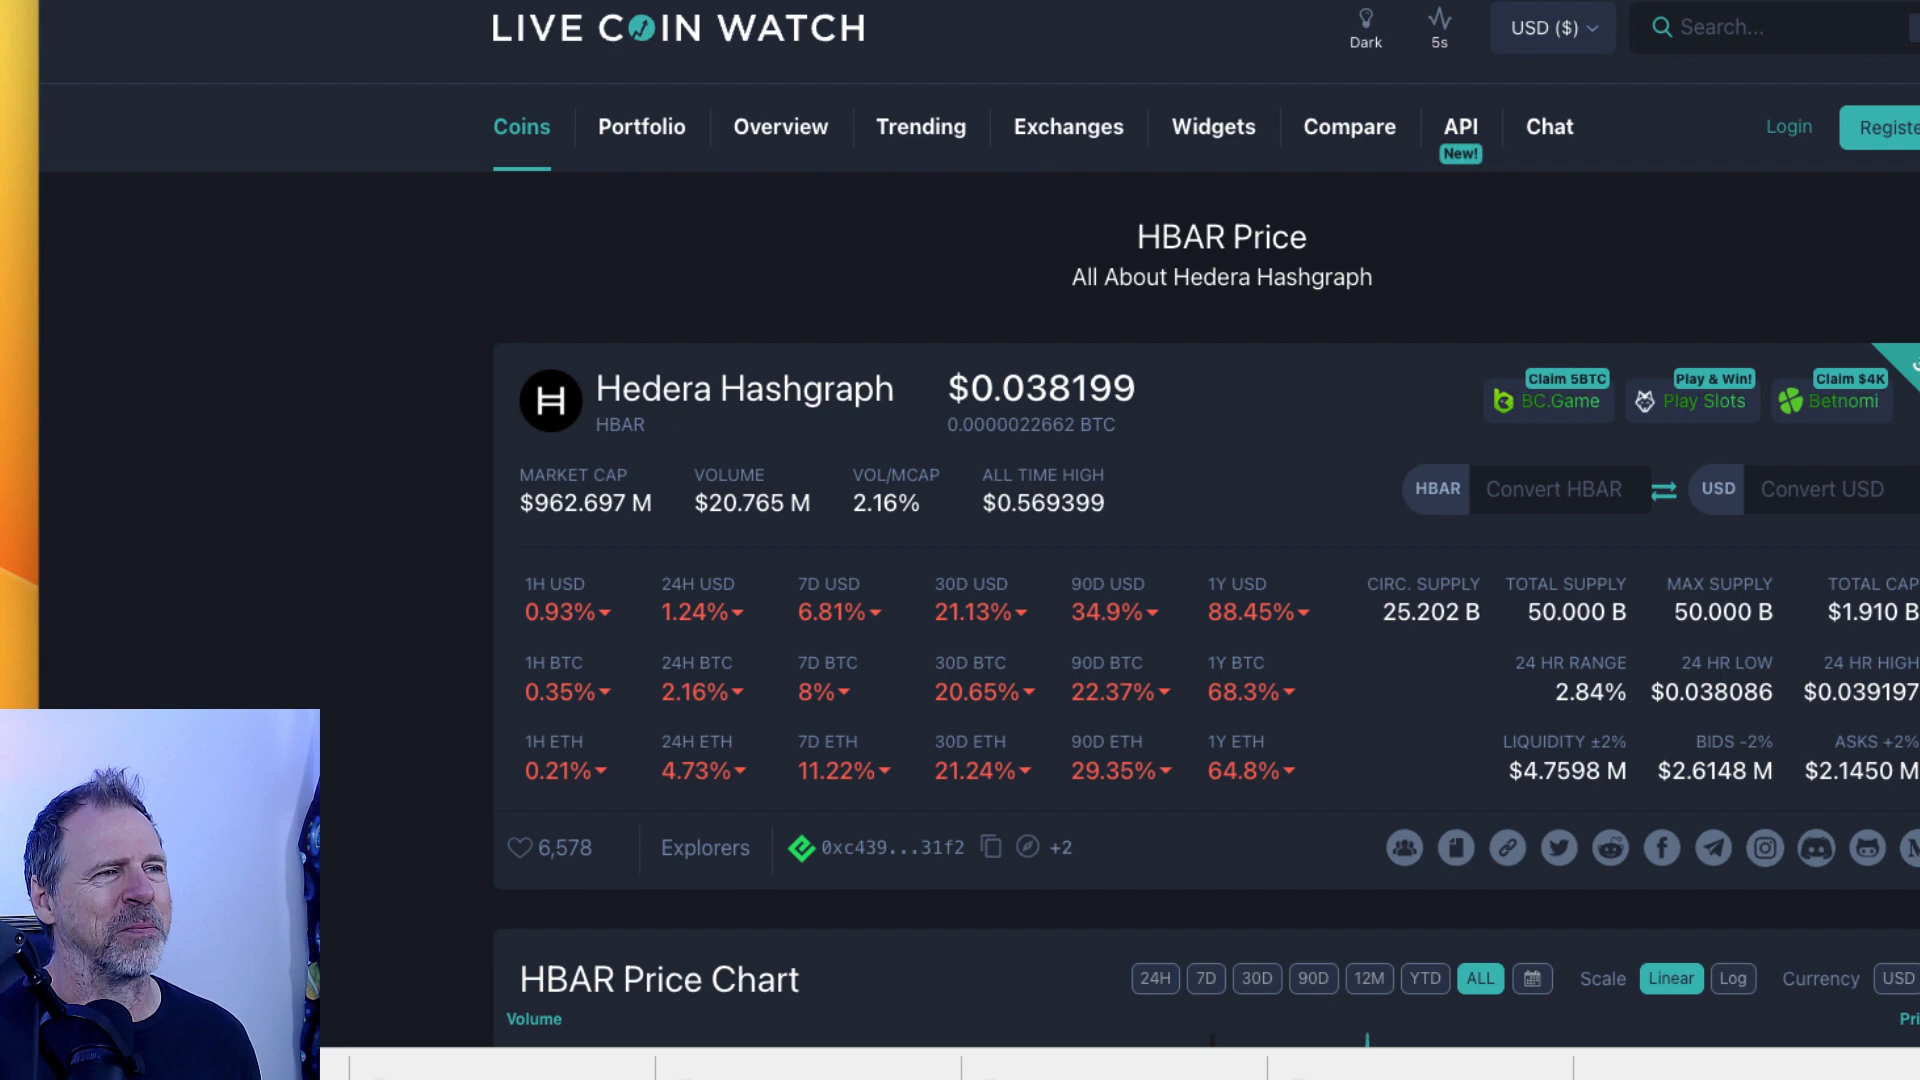 LIVE COIN WATCH
Dark
5s
USD ($)
Search...
Coins
Portfolio
Overview
Trending
Exchanges
Widgets
Compare
API
New!
Chat
Login
Registe
HBAR Price
All About Hedera Hashgraph
Hedera Hashgraph
HBAR
$0.038199
0.0000022662 BTC
Claim 5BTC
BC.Game
Play & Win!
Play Slots
Claim $4K
Betnomi
MARKET CAP VOLUME VOL/MCAP ALL TIME HIGH
$962.697 M $20.765 M 2.16% $0.569399
HBAR Convert HBAR USD Convert USD
1H USD 24H USD 7D USD 30D USD 90D USD 1Y USD CIRC. SUPPLY TOTAL SUPPLY MAX SUPPLY TOTAL CAP
0.93% 1.24% 6.81% 21.13% 34.9% 88.45% 25.202 B 50.000 B 50.000 B $1.910 B
1H BTC 24H BTC 7D BTC 30D BTC 90D BTC 1Y BTC 24 HR RANGE 24 HR LOW 24 HR HIGH
0.35% 2.16% 8% 20.65% 22.37% 68.3% 2.84% $0.038086 $0.039197
1H ETH 24H ETH 7D ETH 30D ETH 90D ETH 1Y ETH LIQUIDITY ±2% BIDS -2% ASKS +2%
0.21% 4.73% 11.22% 21.24% 29.35% 64.8% $4.7598 M $2.6148 M $2.1450 M
6,578 Explorers 0xc439...31f2 +2
HBAR Price Chart
24H 7D 30D 90D 12M YTD ALL Scale Linear Log Currency USD
Volume
Pri